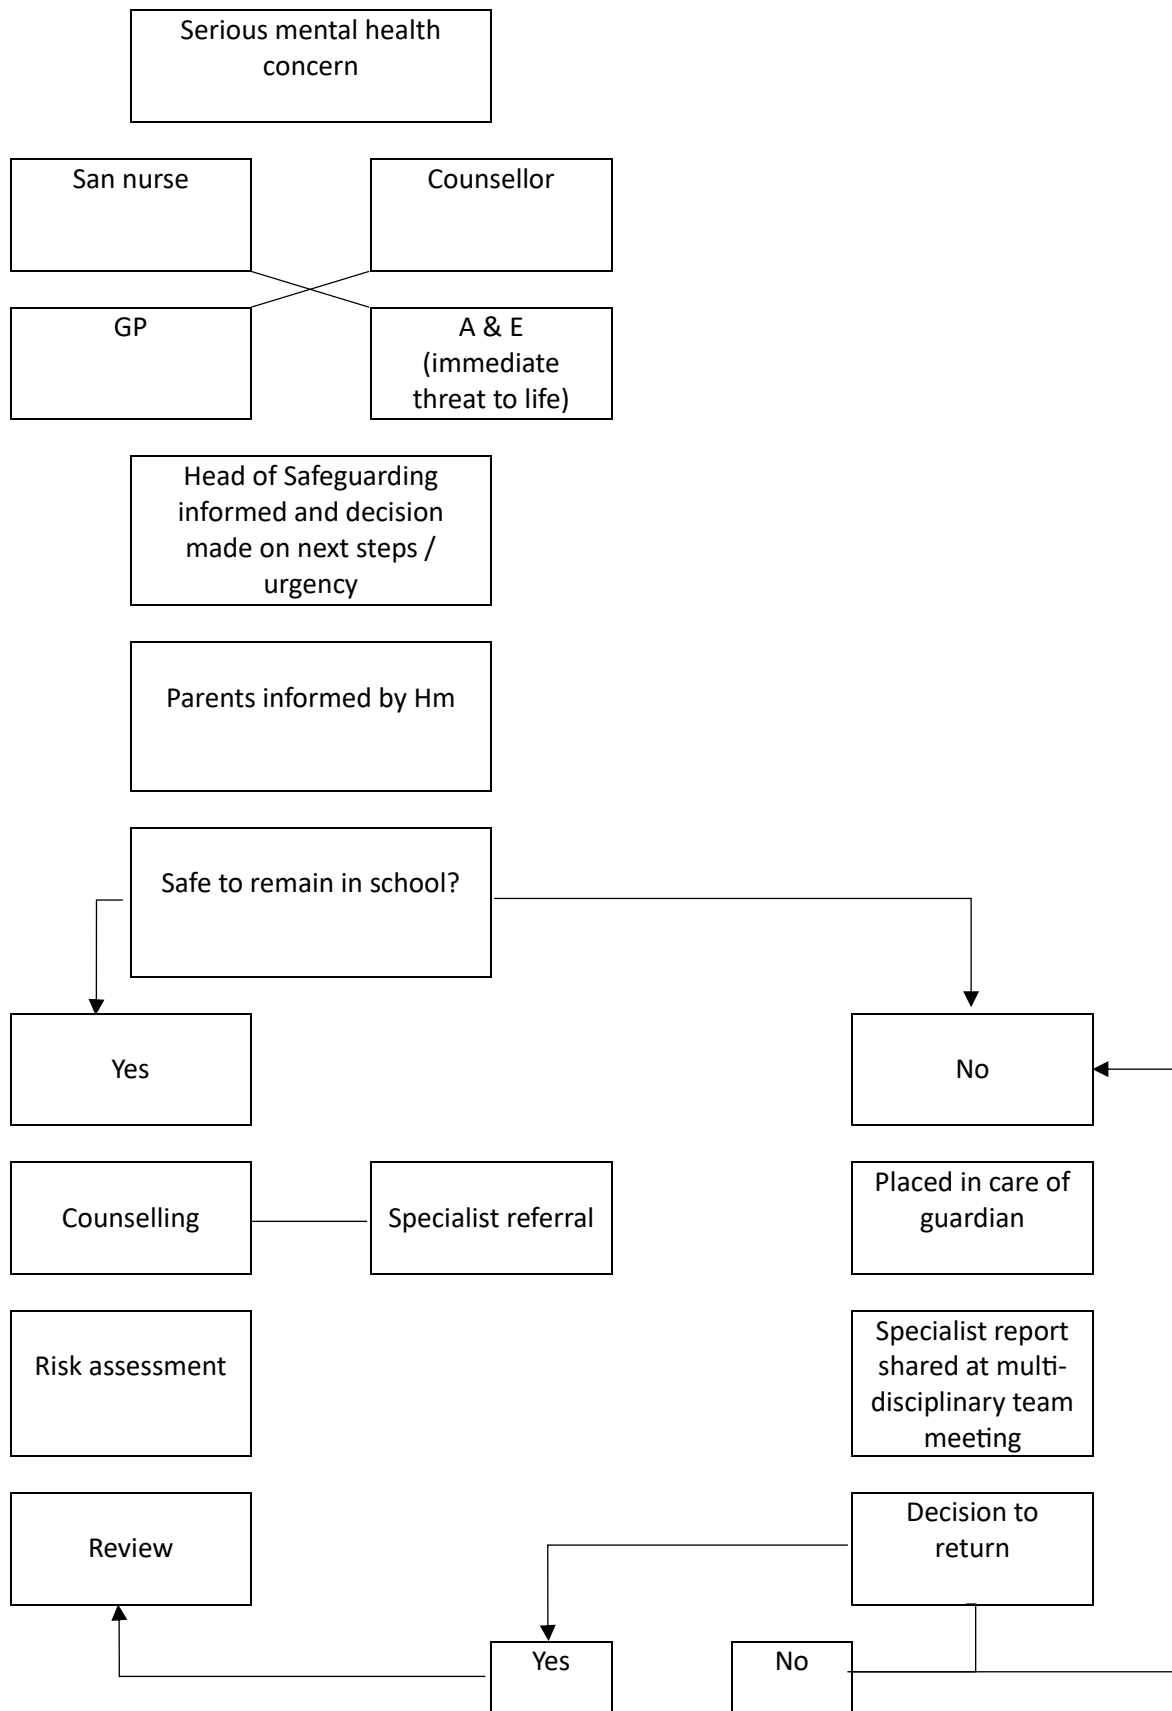 Serious mental health
concern
San nurse
Counsellor
GP
A & E
(immediate
threat to life)
Head of Safeguarding
informed and decision
made on next steps /
urgency
Parents informed by Hm
Safe to remain in school?
Yes
No
Counselling
Specialist referral
Placed in care of
guardian
Risk assessment
Specialist report
shared at multi-
disciplinary team
meeting
Review
Decision to
return
Yes
No